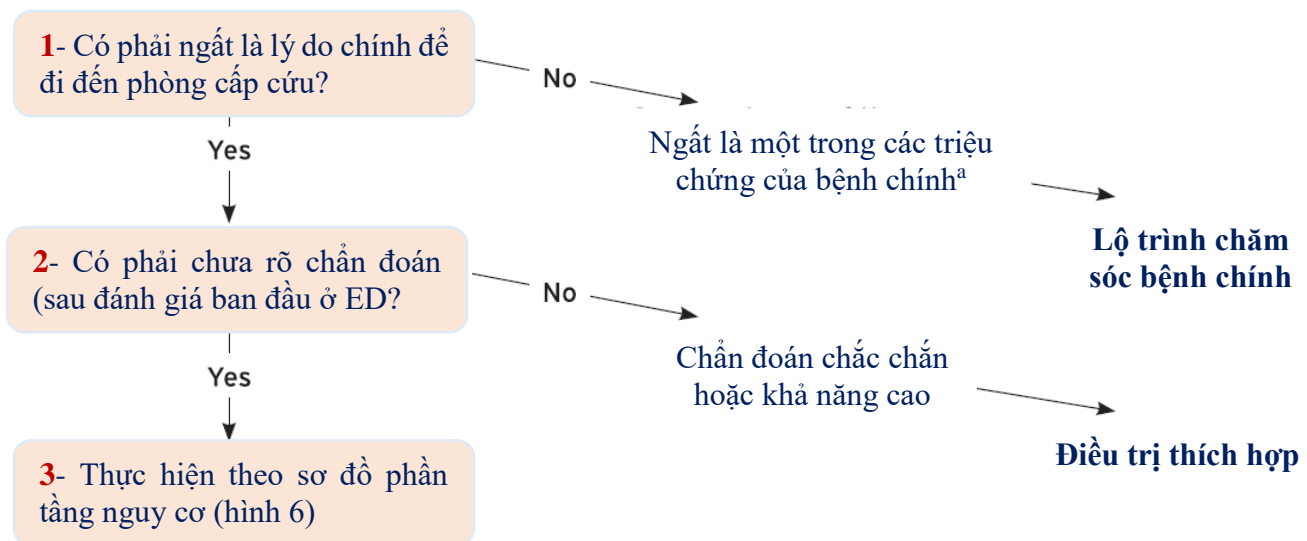 1- Có phải ngất là lý do chính để
đi đến phòng cấp cứu?
No
Yes
Ngất là một trong các triệu
chứng của bệnh chínhª
Lộ trình chăm
sóc bệnh chính
2- Có phải chưa rõ chẩn đoán
(sau đánh giá ban đầu ở ED?
No
Yes
Chẩn đoán chắc chắn
hoặc khả năng cao
Điều trị thích hợp
3- Thực hiện theo sơ đồ phần
tầng nguy cơ (hình 6)